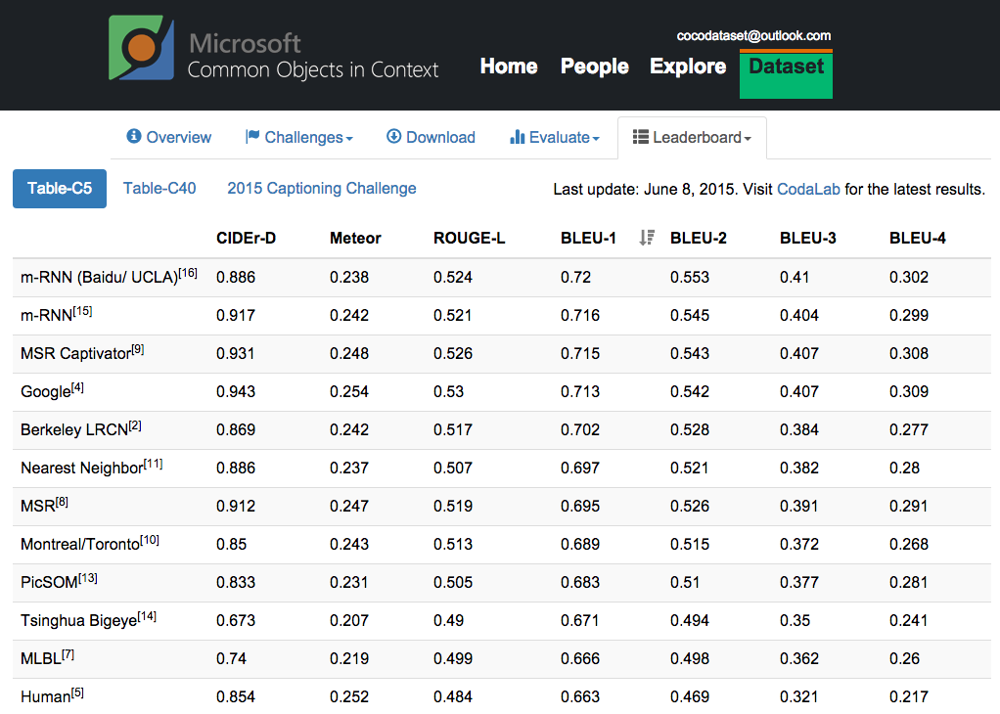 Microsoft
Common Objects in Context
cocodataset@outlook.com
Home People Explore Dataset
Overview Challenges Download Evaluate Leaderboard
Table-C5 Table-C40 2015 Captioning Challenge Last update: June 8, 2015. Visit CodaLab for the latest results.
CIDEr-D Meteor ROUGE-L BLEU-1 BLEU-2 BLEU-3 BLEU-4
m-RNN (Baidu/ UCLA)[16] 0.886 0.238 0.524 0.72 0.553 0.41 0.302
m-RNN[15] 0.917 0.242 0.521 0.716 0.545 0.404 0.299
MSR Captivator[9] 0.931 0.248 0.526 0.715 0.543 0.407 0.308
Google[4] 0.943 0.254 0.53 0.713 0.542 0.407 0.309
Berkeley LRCN[2] 0.869 0.242 0.517 0.702 0.528 0.384 0.277
Nearest Neighbor[11] 0.886 0.237 0.507 0.697 0.521 0.382 0.28
MSR[8] 0.912 0.247 0.519 0.695 0.526 0.391 0.291
Montreal/Toronto[10] 0.85 0.243 0.513 0.689 0.515 0.372 0.268
PicSOM[13] 0.833 0.231 0.505 0.683 0.51 0.377 0.281
Tsinghua Bigeye[14] 0.673 0.207 0.49 0.671 0.494 0.35 0.241
MLBL[7] 0.74 0.219 0.499 0.666 0.498 0.362 0.26
Human[5] 0.854 0.252 0.484 0.663 0.469 0.321 0.217